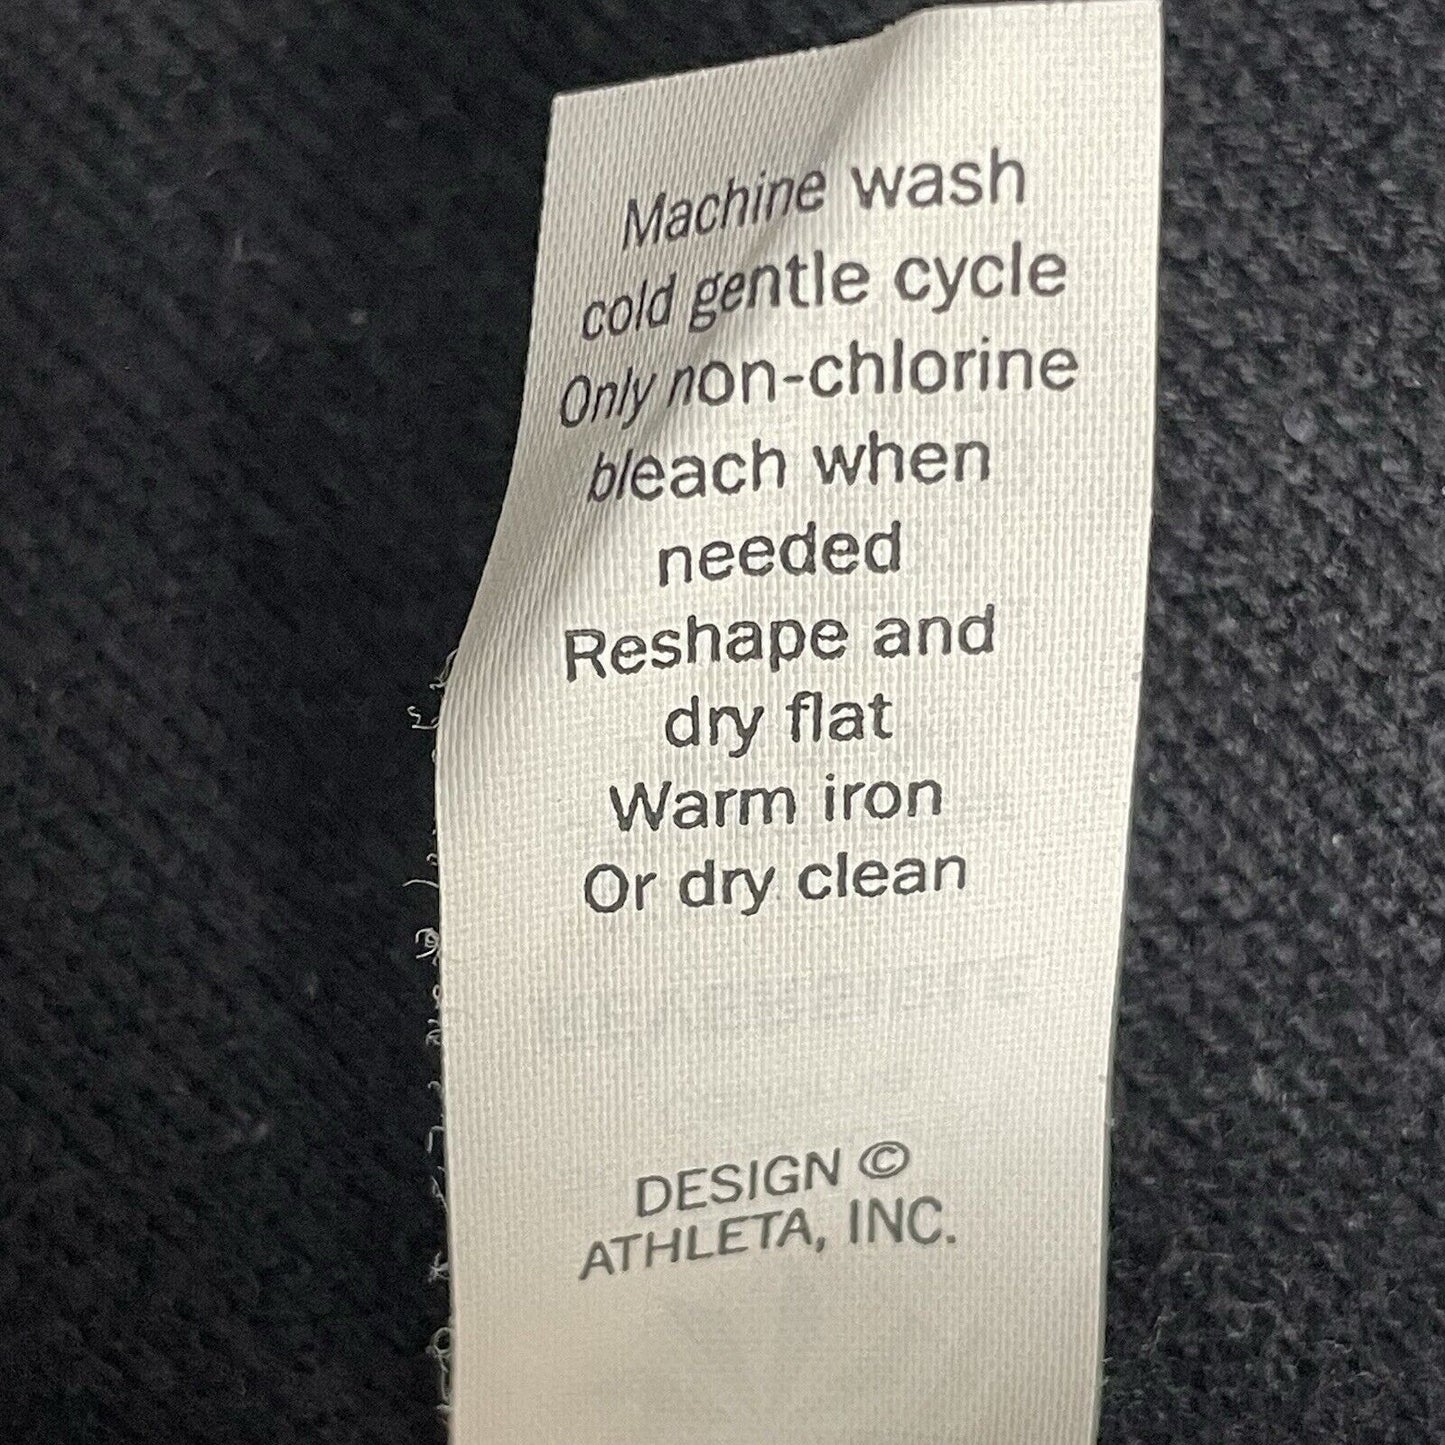 Machine wash
cold gentle cycle
Only non-chlorine
bleach when
needed
Reshape and
dry flat
Warm iron
Or dry clean
DESIGN ©
ATHLETA, INC.